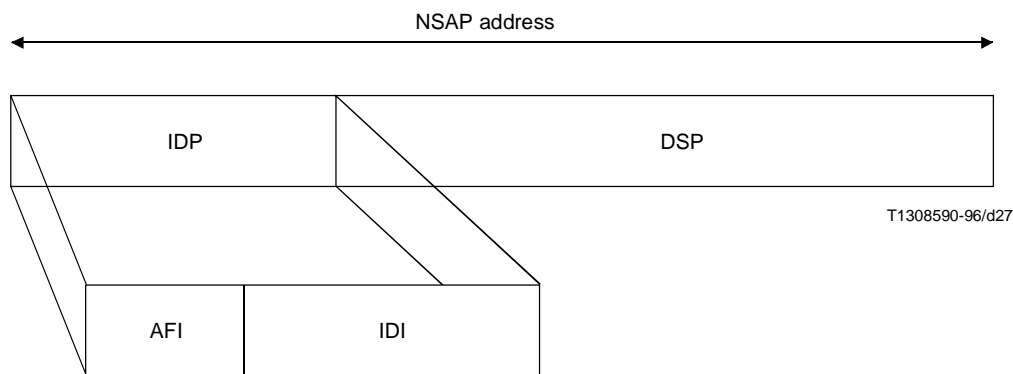 NSAP address
IDP
DSP
T1308590-96/d27
AFI
IDI